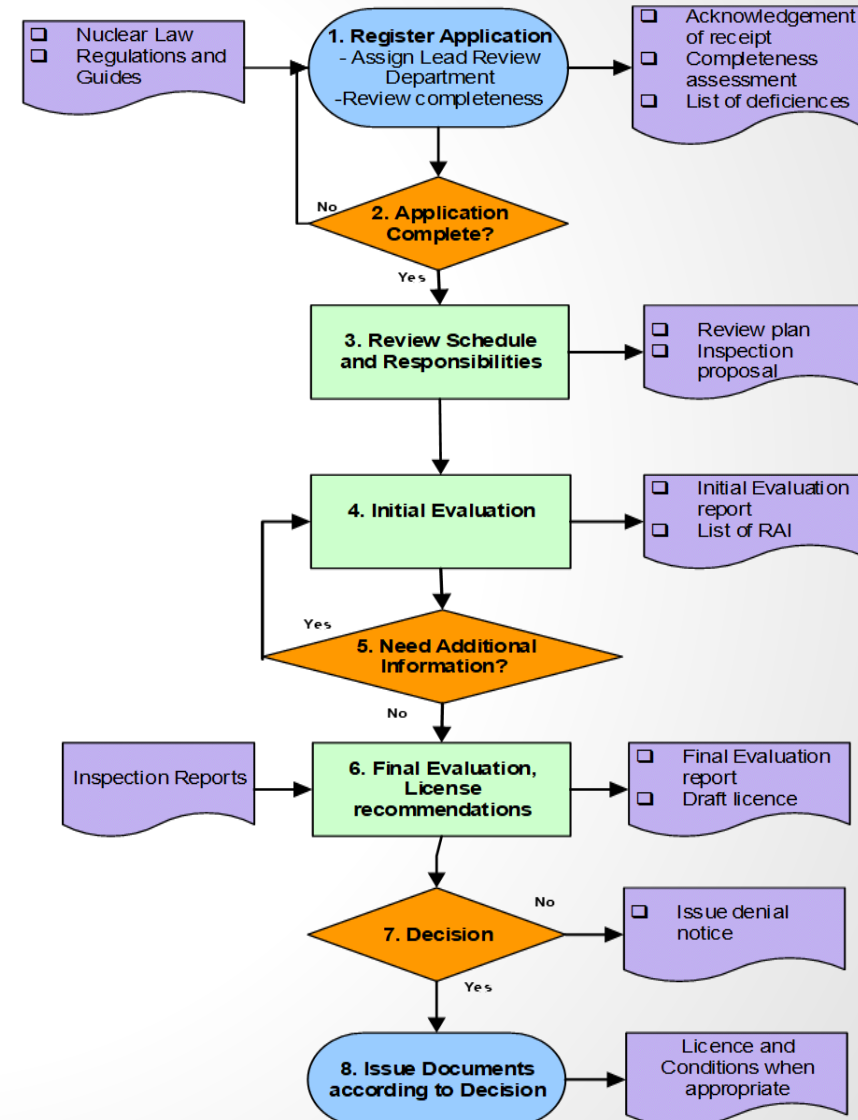 ❑ Nuclear Law
❑ Regulations and
Guides
1. Register Application
- Assign Lead Review
Department
-Review completeness
❑ Acknowledgement
of receipt
❑ Completeness
assessment
❑ List of deficiences
No
2. Application
Complete?
Yes
3. Review Schedule
and Responsibilities
❑ Review plan
❑ Inspection
proposal
4. Initial Evaluation
❑ Initial Evaluation
report
❑ List of RAI
Yes
5. Need Additional
Information?
No
Inspection Reports
6. Final Evaluation,
License
recommendations
❑ Final Evaluation
report
❑ Draft licence
No
7. Decision
❑ Issue denial
notice
Yes
8. Issue Documents
according to Decision
Licence and
Conditions when
appropriate